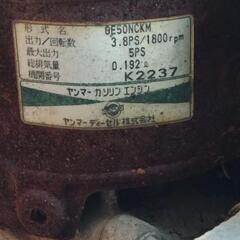 形式 GE50NCKM
出力/回転数 3.8PS/1800rpm
最大出力 5PS
総排気量 0.192ℓ
機関番号 K2237
ヤンマー ガソリン エンジン
ヤンマーディーゼル株式会社